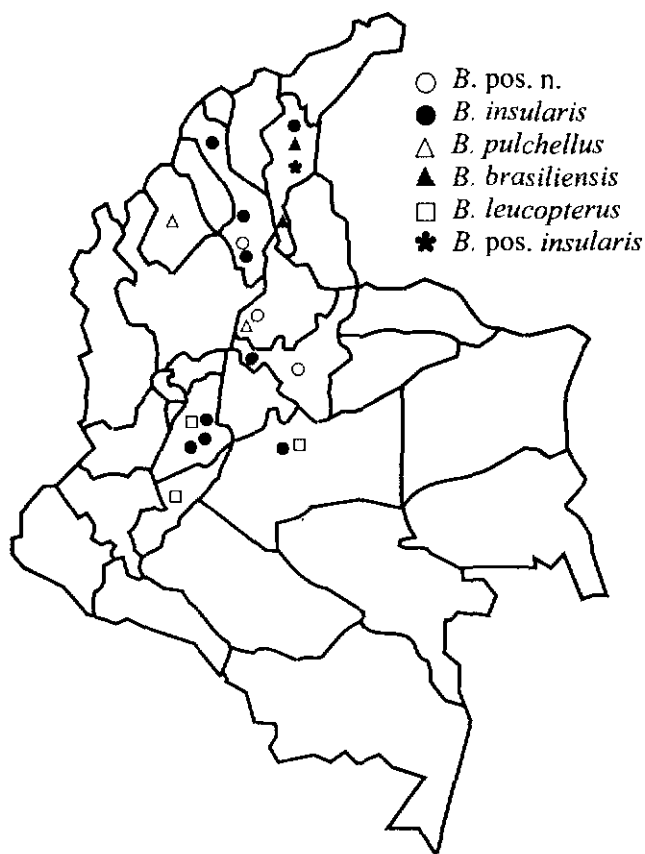 B. pos. n.
B. insularis
B. pulchellus
B. brasiliensis
B. leucopterus
B. pos. insularis